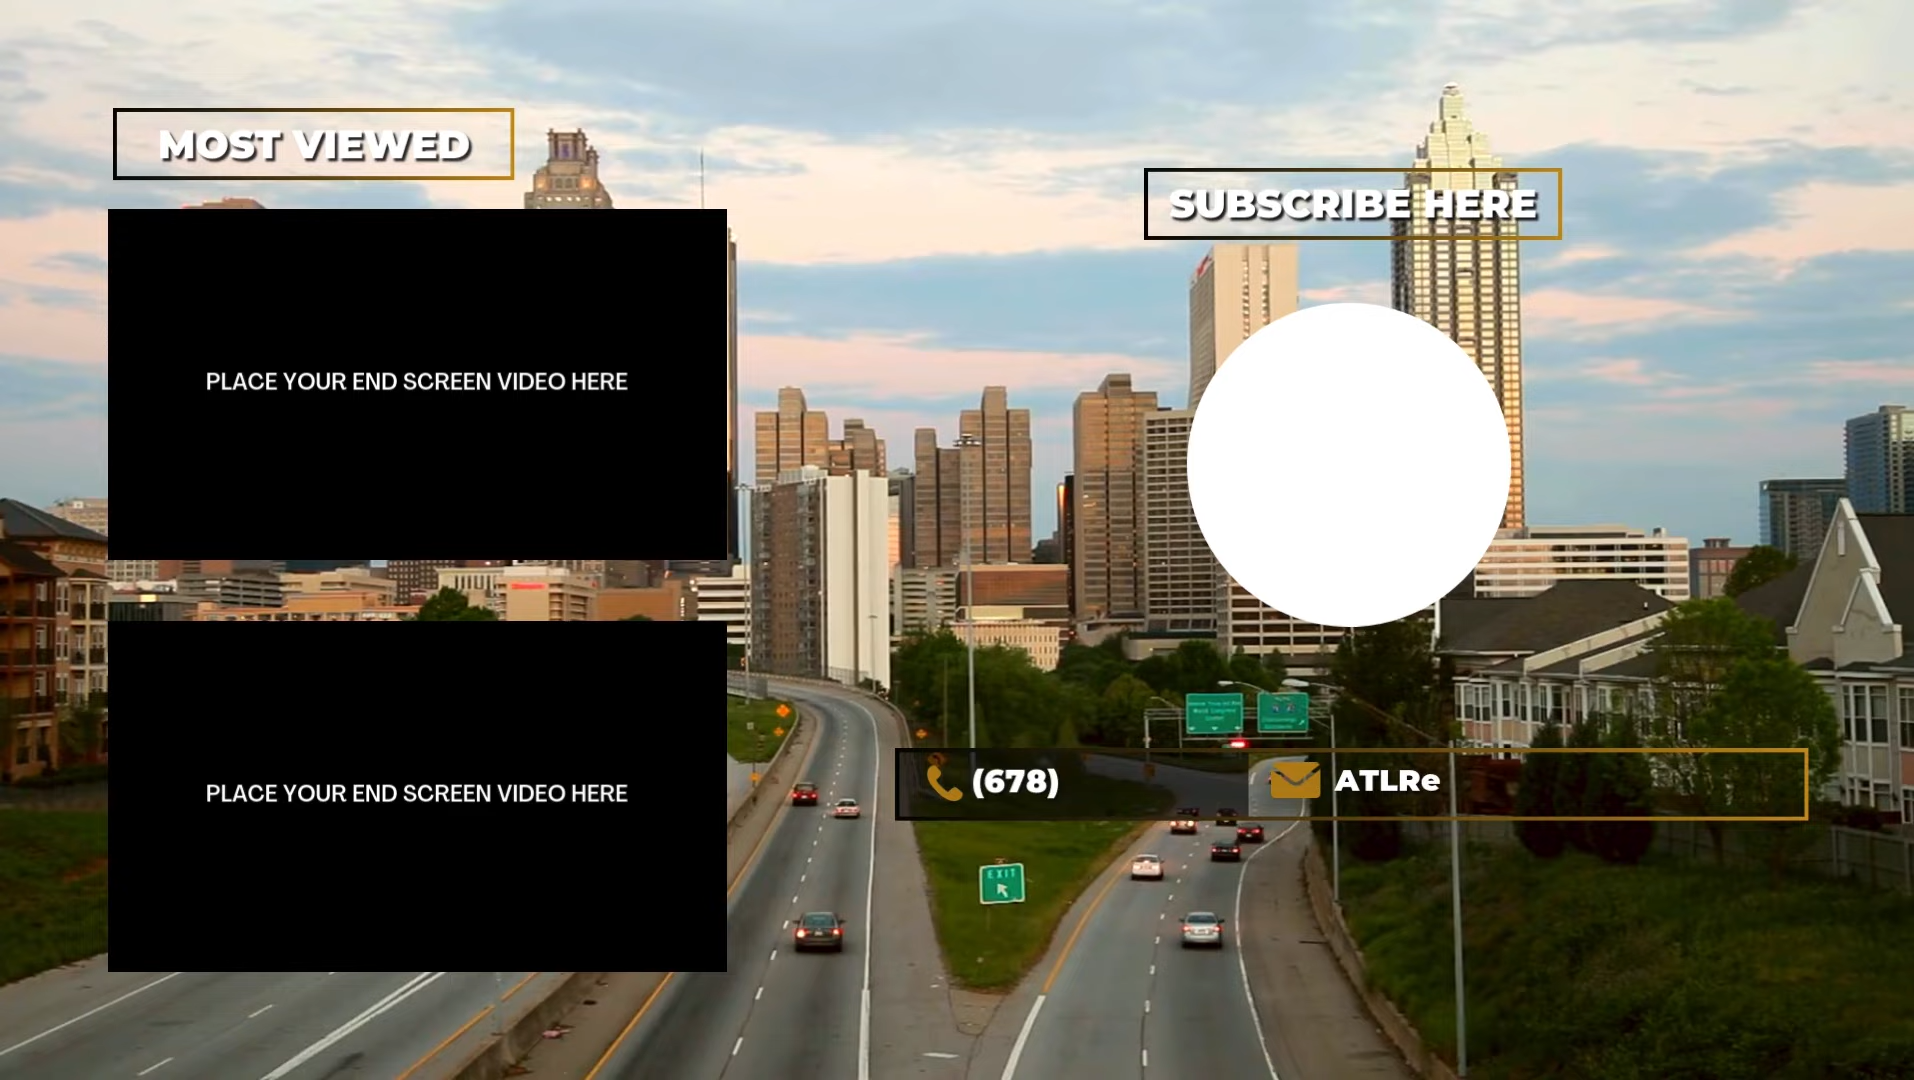 MOST VIEWED
SUBSCRIBE HERE
PLACE YOUR END SCREEN VIDEO HERE
PLACE YOUR END SCREEN VIDEO HERE
(678)
ATLRe
EXIT